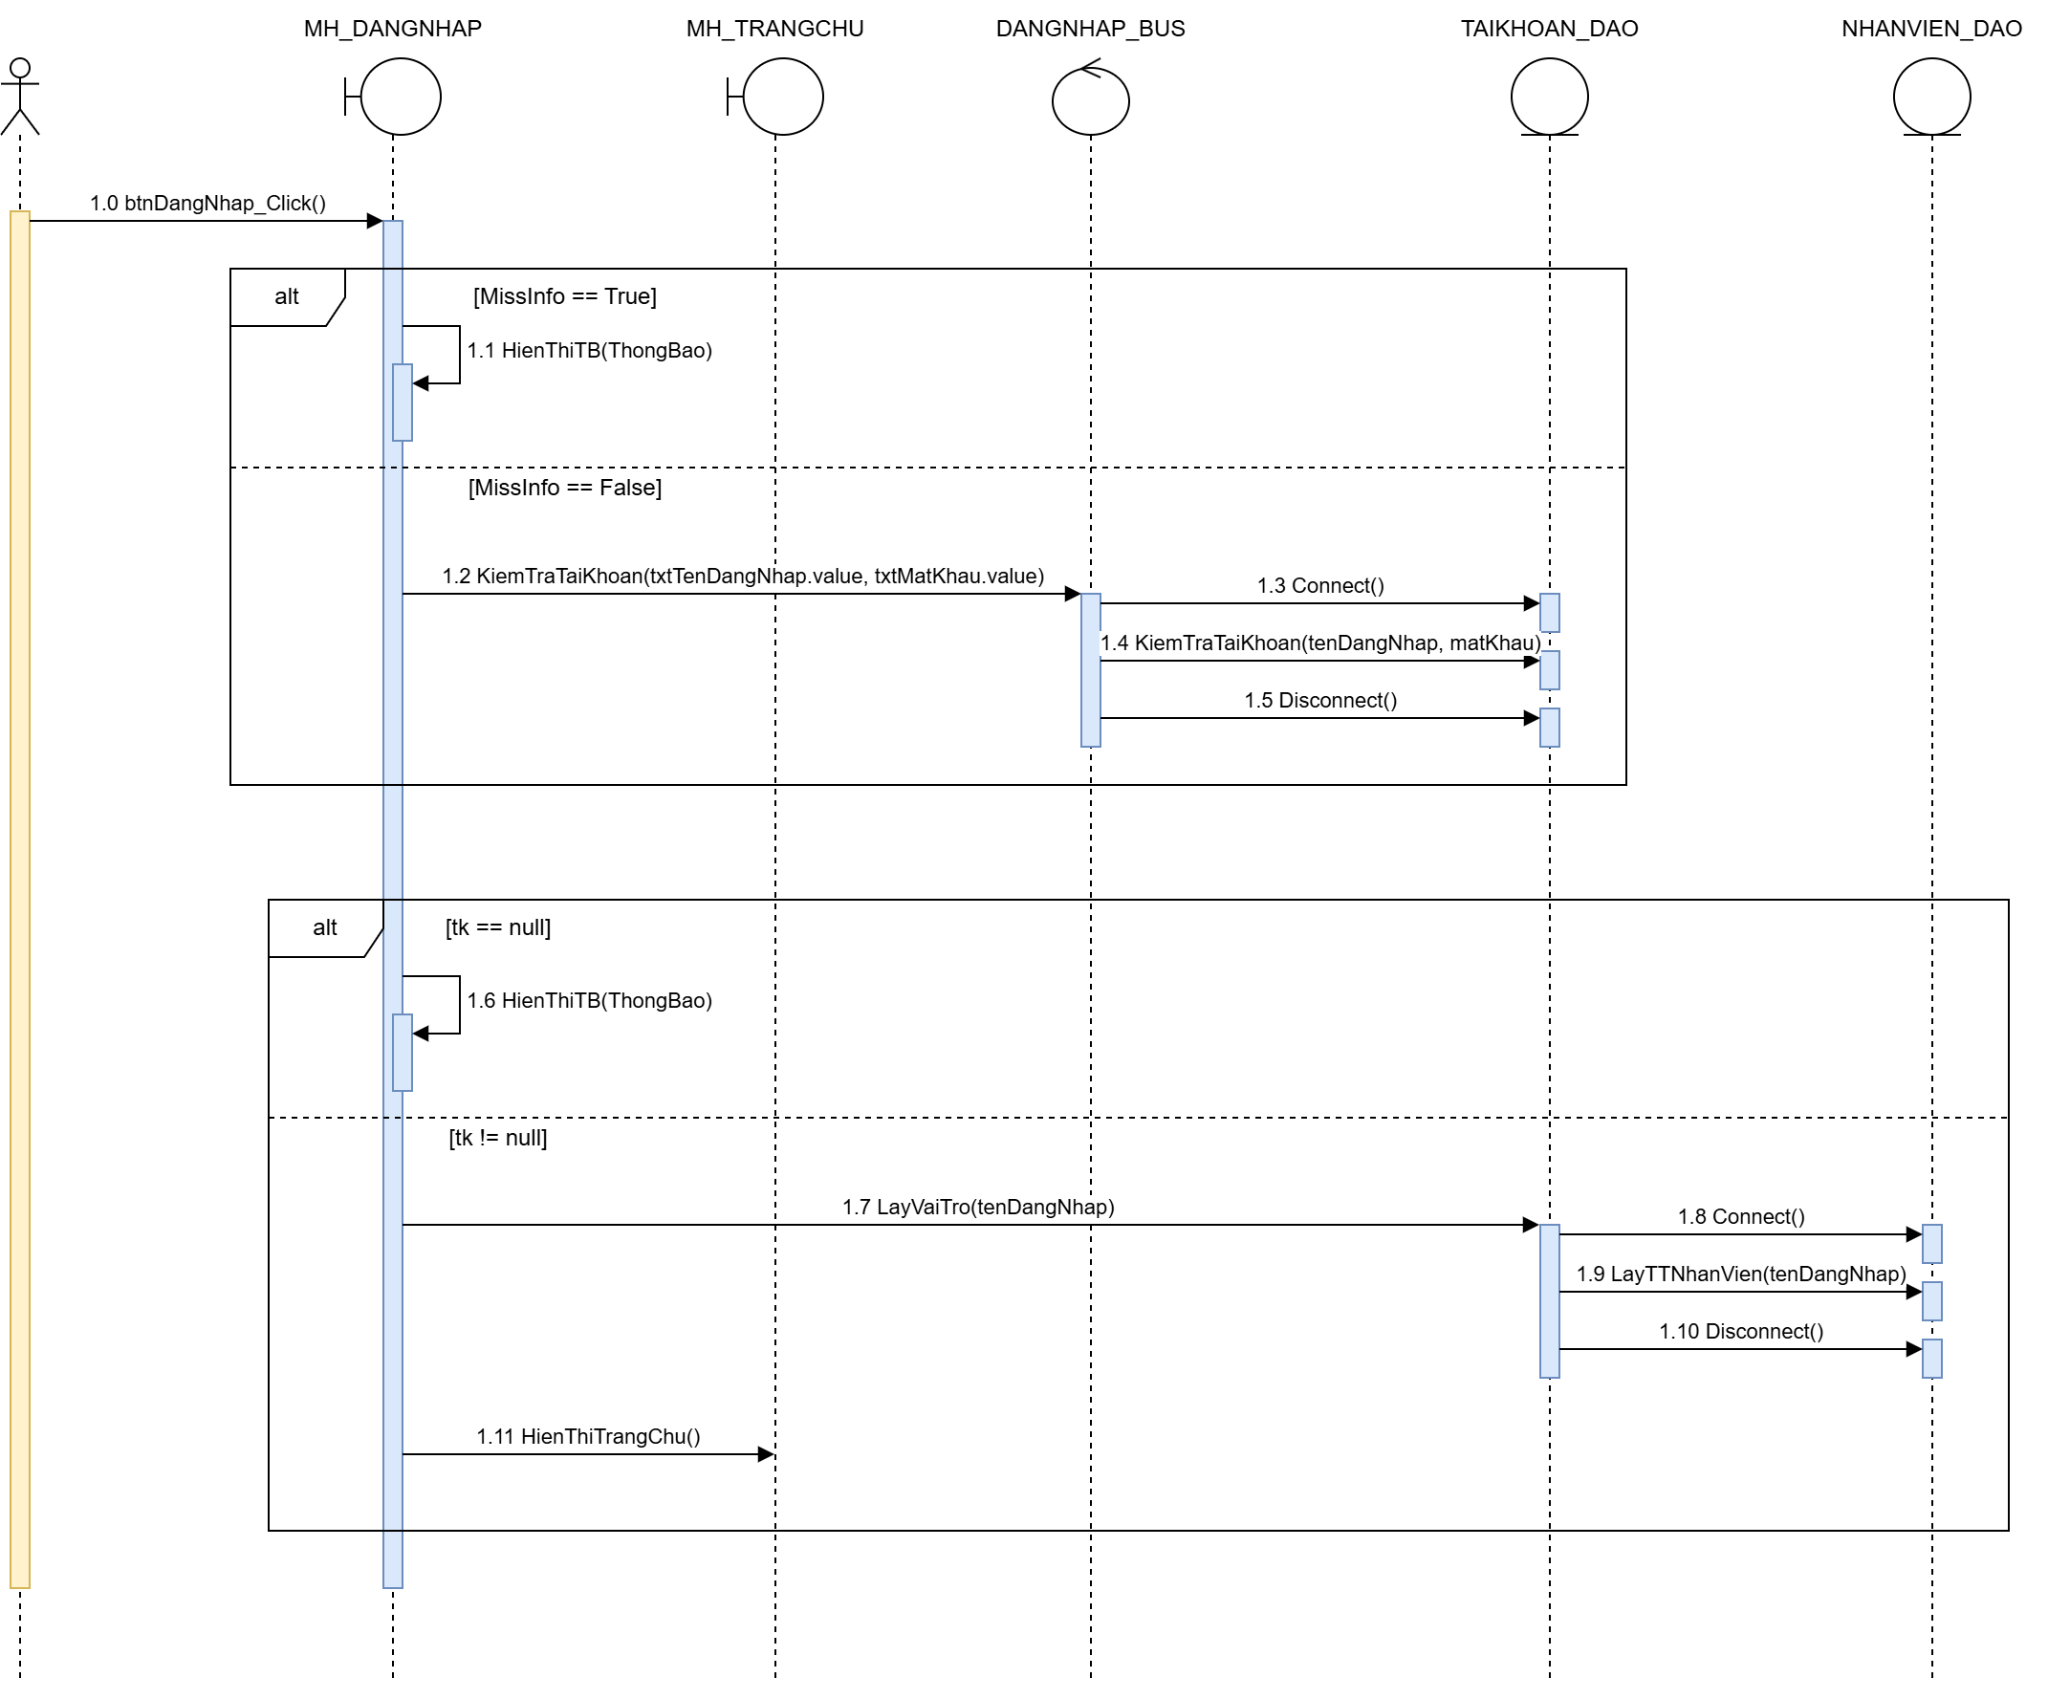 MH_DANGNHAP
MH_TRANGCHU
DANGNHAP_BUS
TAIKHOAN_DAO
NHANVIEN_DAO
1.0 btnDangNhap_Click()
alt
[MissInfo == True]
1.1 HienThiTB(ThongBao)
[MissInfo == False]
1.2 KiemTraTaiKhoan(txtTenDangNhap.value, txtMatKhau.value)
1.3 Connect()
1.4 KiemTraTaiKhoan(tenDangNhap, matKhau)
1.5 Disconnect()
alt
[tk == null]
1.6 HienThiTB(ThongBao)
[tk != null]
1.7 LayVaiTro(tenDangNhap)
1.8 Connect()
1.9 LayTTNhanVien(tenDangNhap)
1.10 Disconnect()
1.11 HienThiTrangChu()